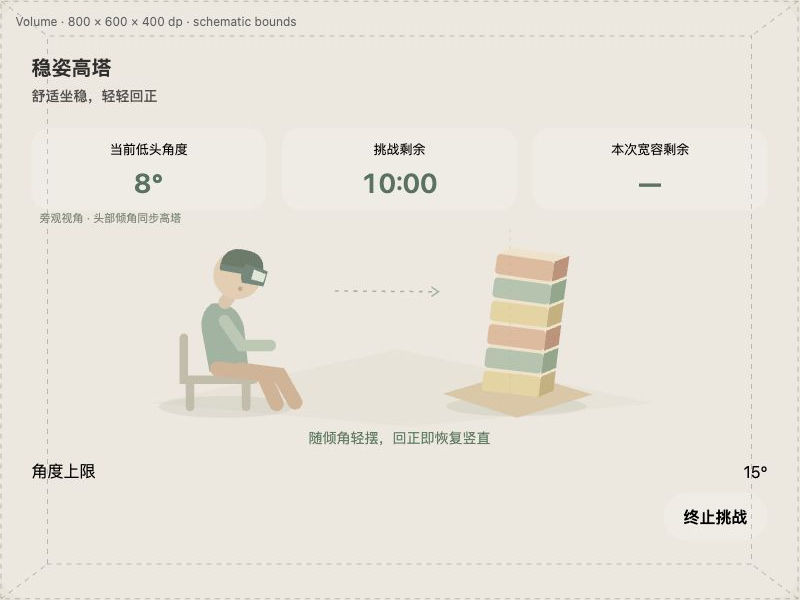 Volume · 800 × 600 × 400 dp · schematic bounds
稳姿高塔
舒适坐稳，轻轻回正
当前低头角度
8°
挑战剩余
10:00
本次宽容剩余
—
旁观视角 · 头部倾角同步高塔
随倾角轻摆，回正即恢复竖直
角度上限
15°
终止挑战